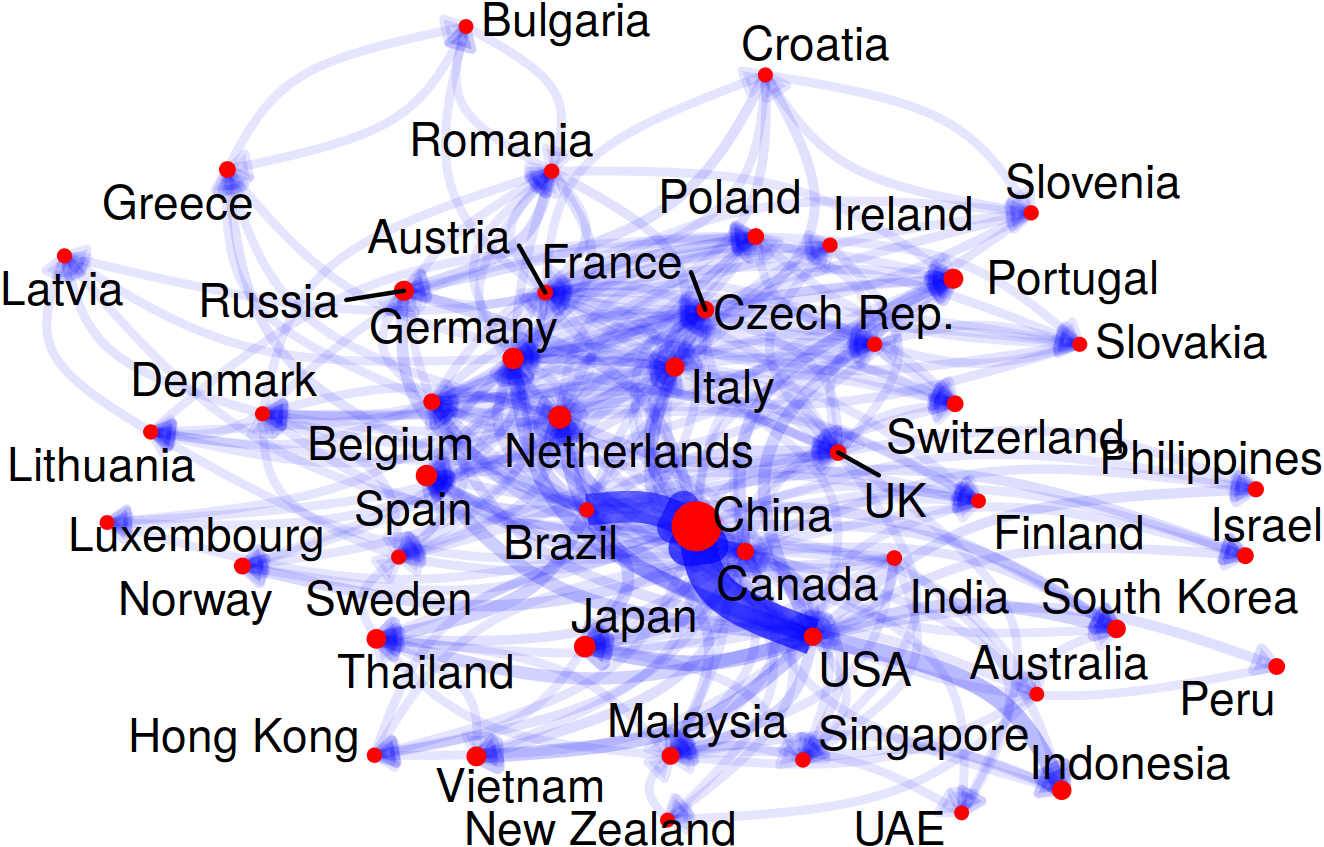 Bulgaria
Croatia
Romania
Slovenia
Greece
Poland
Ireland
Austria
France
Latvia
Russia
Portugal
Germany
Czech Rep.
Slovakia
Denmark
Italy
Belgium
Netherlands
Switzerland
Lithuania
Philippines
Spain
UK
Luxembourg
Brazil
China
Finland
Israel
Norway
Sweden
Canada
India
South Korea
Japan
Thailand
USA
Australia
Peru
Hong Kong
Malaysia
Singapore
Indonesia
Vietnam
New Zealand
UAE